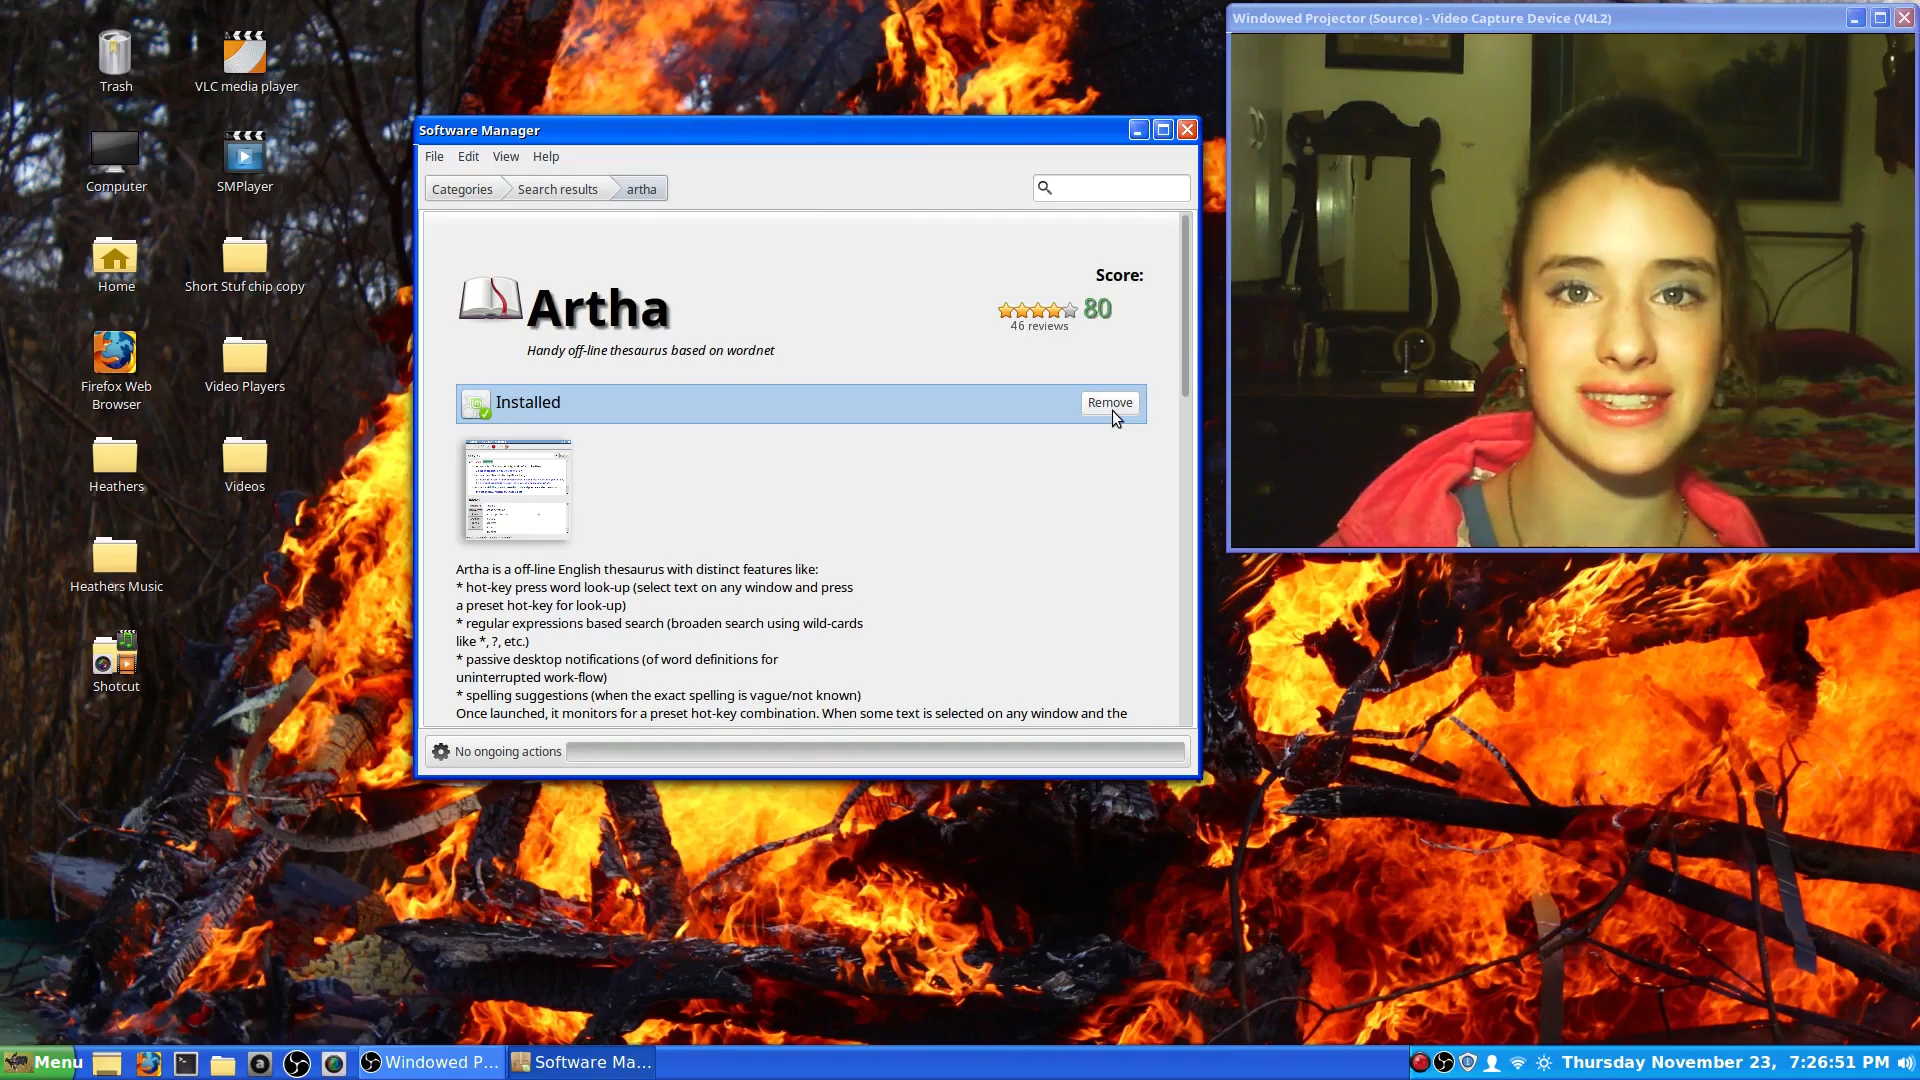 Trash
VLC media player
Computer
SMPlayer
Home
Short Stuf chip copy
Firefox Web
Browser
Video Players
Heathers
Videos
Heathers Music
Shotcut
Software Manager
File Edit View Help
Categories Search results artha
Artha
Handy off-line thesaurus based on wordnet
Score:
80
46 reviews
Installed
Remove
Artha is a off-line English thesaurus with distinct features like:
* hot-key press word look-up (select text on any window and press
a preset hot-key for look-up)
* regular expressions based search (broaden search using wild-cards
like *, ?, etc.)
* passive desktop notifications (of word definitions for
uninterrupted work-flow)
* spelling suggestions (when the exact spelling is vague/not known)
Once launched, it monitors for a preset hot-key combination. When some text is selected on any window and the
No ongoing actions
Windowed Projector (Source) - Video Capture Device (V4L2)
Menu
Windowed P...
Software Ma...
Thursday November 23, 7:26:51 PM